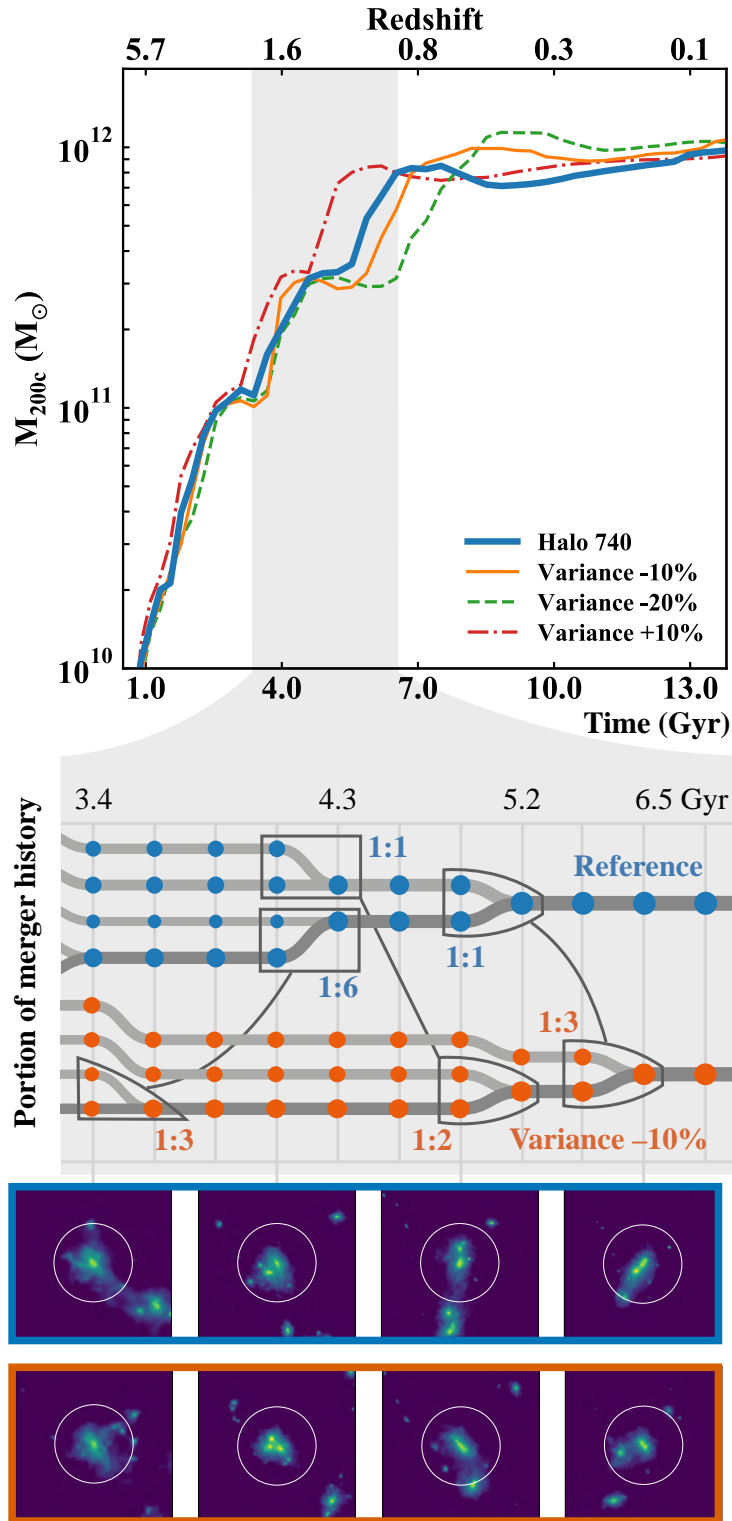 Redshift
5.7 1.6 0.8 0.3 0.1
M200c (M⊙)
10^12
10^11
10^10
Halo 740
Variance -10%
Variance -20%
Variance +10%
1.0 4.0 7.0 10.0 13.0
Time (Gyr)
Portion of merger history
3.4 4.3 5.2 6.5 Gyr
1:1
Reference
1:6 1:1
1:3
1:3 1:2 Variance –10%